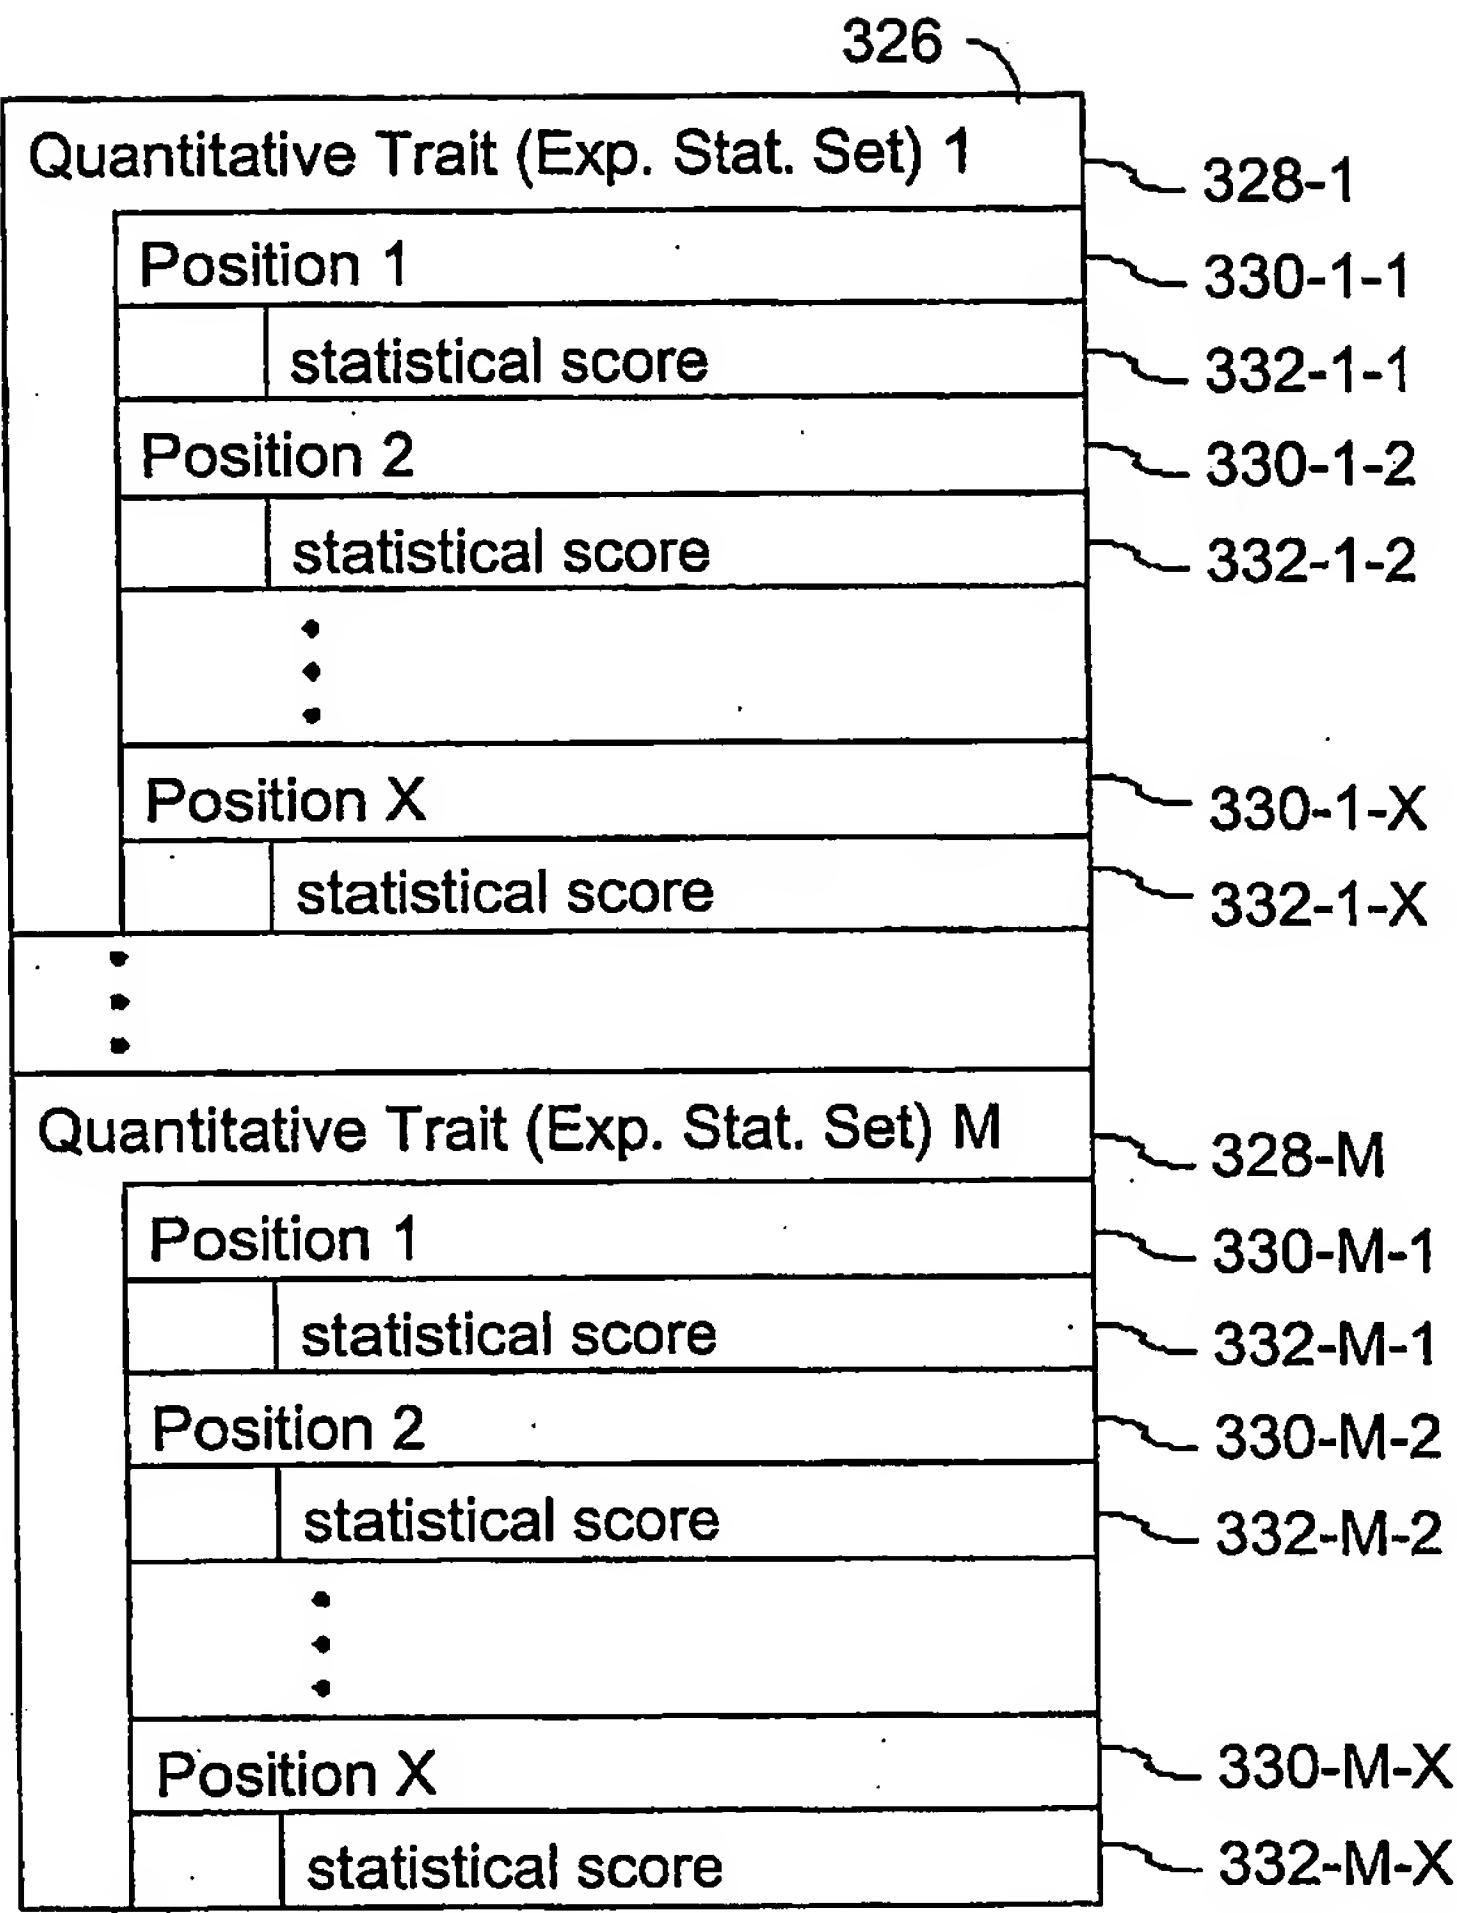 326
Quantitative Trait (Exp. Stat. Set) 1 328-1
Position 1 330-1-1
statistical score 332-1-1
Position 2 330-1-2
statistical score 332-1-2
Position X 330-1-X
statistical score 332-1-X
Quantitative Trait (Exp. Stat. Set) M 328-M
Position 1 330-M-1
statistical score 332-M-1
Position 2 330-M-2
statistical score 332-M-2
Position X 330-M-X
statistical score 332-M-X